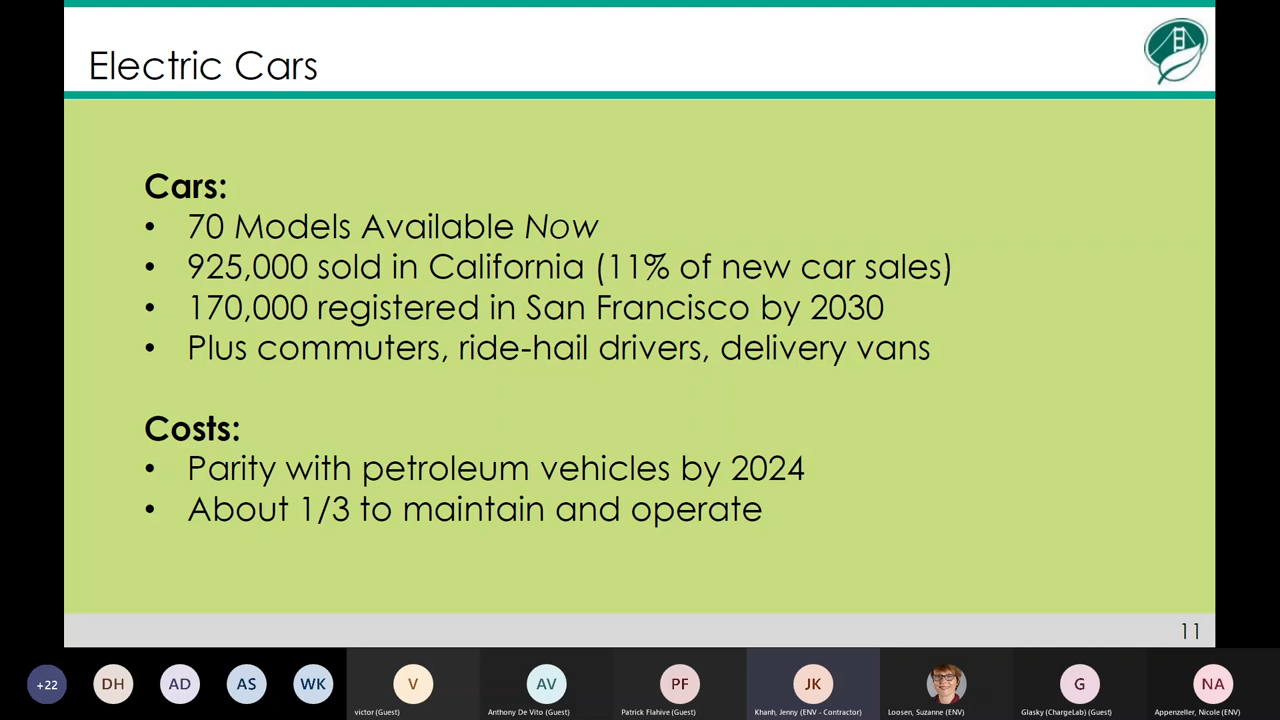 Electric Cars
Cars:
• 70 Models Available Now
• 925,000 sold in California (11% of new car sales)
• 170,000 registered in San Francisco by 2030
• Plus commuters, ride-hail drivers, delivery vans
Costs:
• Parity with petroleum vehicles by 2024
• About 1/3 to maintain and operate
11
+22
DH
AD
AS
WK
V
AV
PF
JK
G
NA
victor (Guest)
Anthony De Vito (Guest)
Patrick Flahive (Guest)
Khanh, Jenny (ENV - Contractor)
Loosen, Suzanne (ENV)
Glasky (ChargeLab) (Guest)
Appenzeller, Nicole (ENV)